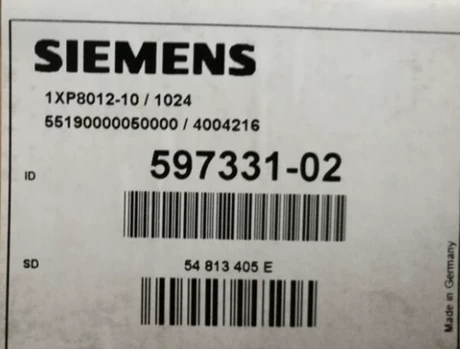 SIEMENS
1XP8012-10 / 1024
55190000050000 / 4004216
ID 597331-02
SD 54 813 405 E
Made in Germany